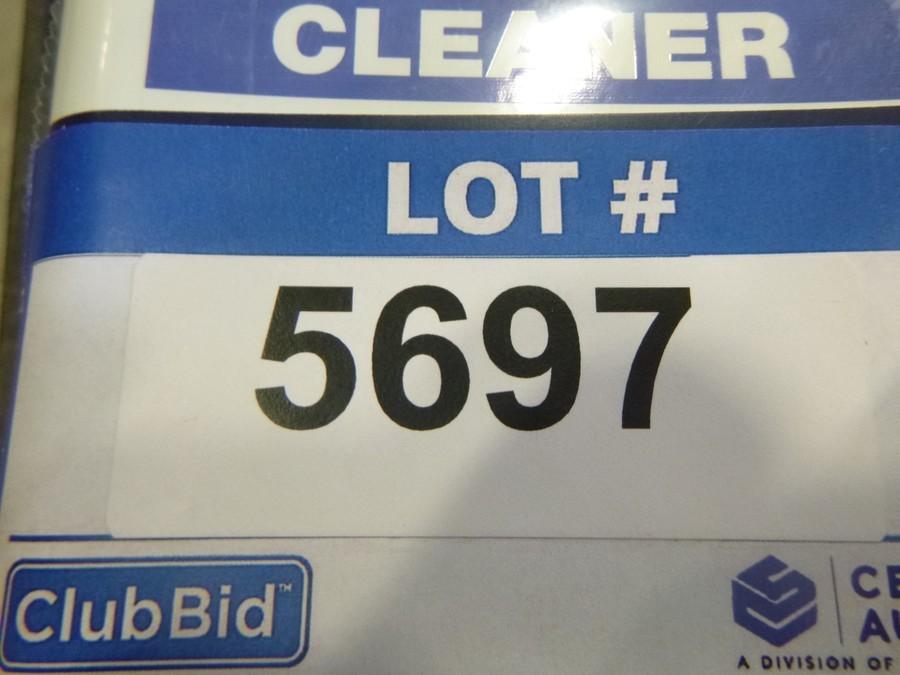 CLEANER
LOT #
5697
ClubBid™
A DIVISION OF